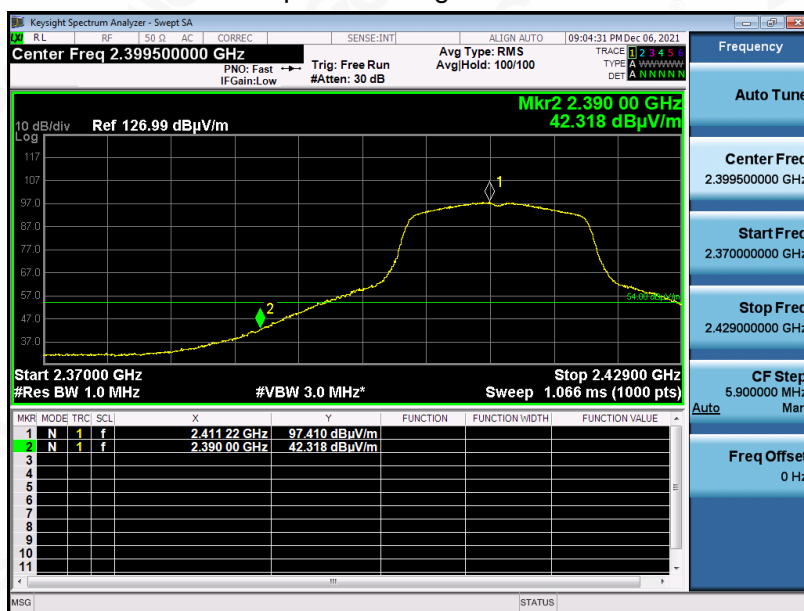 Keysight Spectrum Analyzer - Swept SA
LXI RL RF 50 Ω AC CORREC SENSE:INT ALIGN AUTO 09:04:31 PM Dec 06, 2021
Center Freq 2.399500000 GHz
PNO: Fast
IFGain:Low
Trig: Free Run
#Atten: 30 dB
Avg Type: RMS
Avg|Hold: 100/100
TRACE 1 2 3 4 5 6
TYPE A WWWWW
DET A N N N N N
Mkr2 2.390 00 GHz
42.318 dBµV/m
10 dB/div Ref 126.99 dBµV/m
Log
117
107
97.0
87.0
77.0
67.0
57.0
47.0
37.0
1
2
54.00 dBµV/m
Start 2.37000 GHz Stop 2.42900 GHz
#Res BW 1.0 MHz #VBW 3.0 MHz* Sweep 1.066 ms (1000 pts)
MKR MODE TRC SCL X Y FUNCTION FUNCTION WIDTH FUNCTION VALUE
1 N 1 f 2.411 22 GHz 97.410 dBµV/m
2 N 1 f 2.390 00 GHz 42.318 dBµV/m
3
4
5
6
7
8
9
10
11
MSG STATUS
Frequency
Auto Tune
Center Freq
2.399500000 GHz
Start Freq
2.370000000 GHz
Stop Freq
2.429000000 GHz
CF Step
5.900000 MHz
Auto Man
Freq Offset
0 Hz